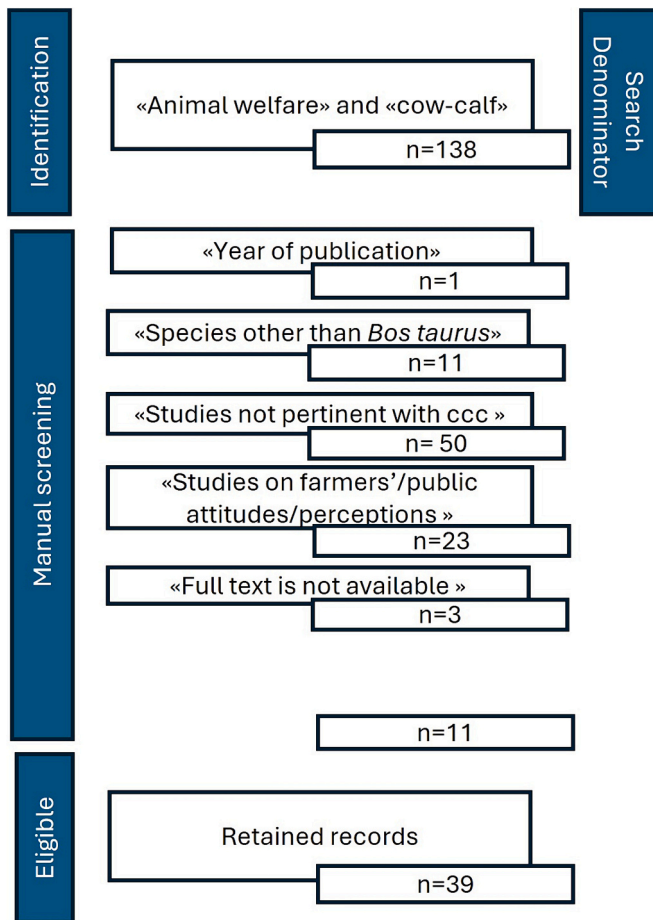 Identification
Search
Denominator
«Animal welfare» and «cow-calf»
n=138
Manual screening
«Year of publication»
n=1
«Species other than Bos taurus»
n=11
«Studies not pertinent with ccc »
n= 50
«Studies on farmers’/public
attitudes/perceptions »
n=23
«Full text is not available »
n=3
n=11
Eligible
Retained records
n=39